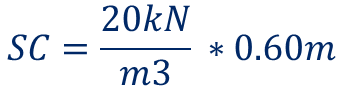 SC = 20kN/m3 * 0.60m